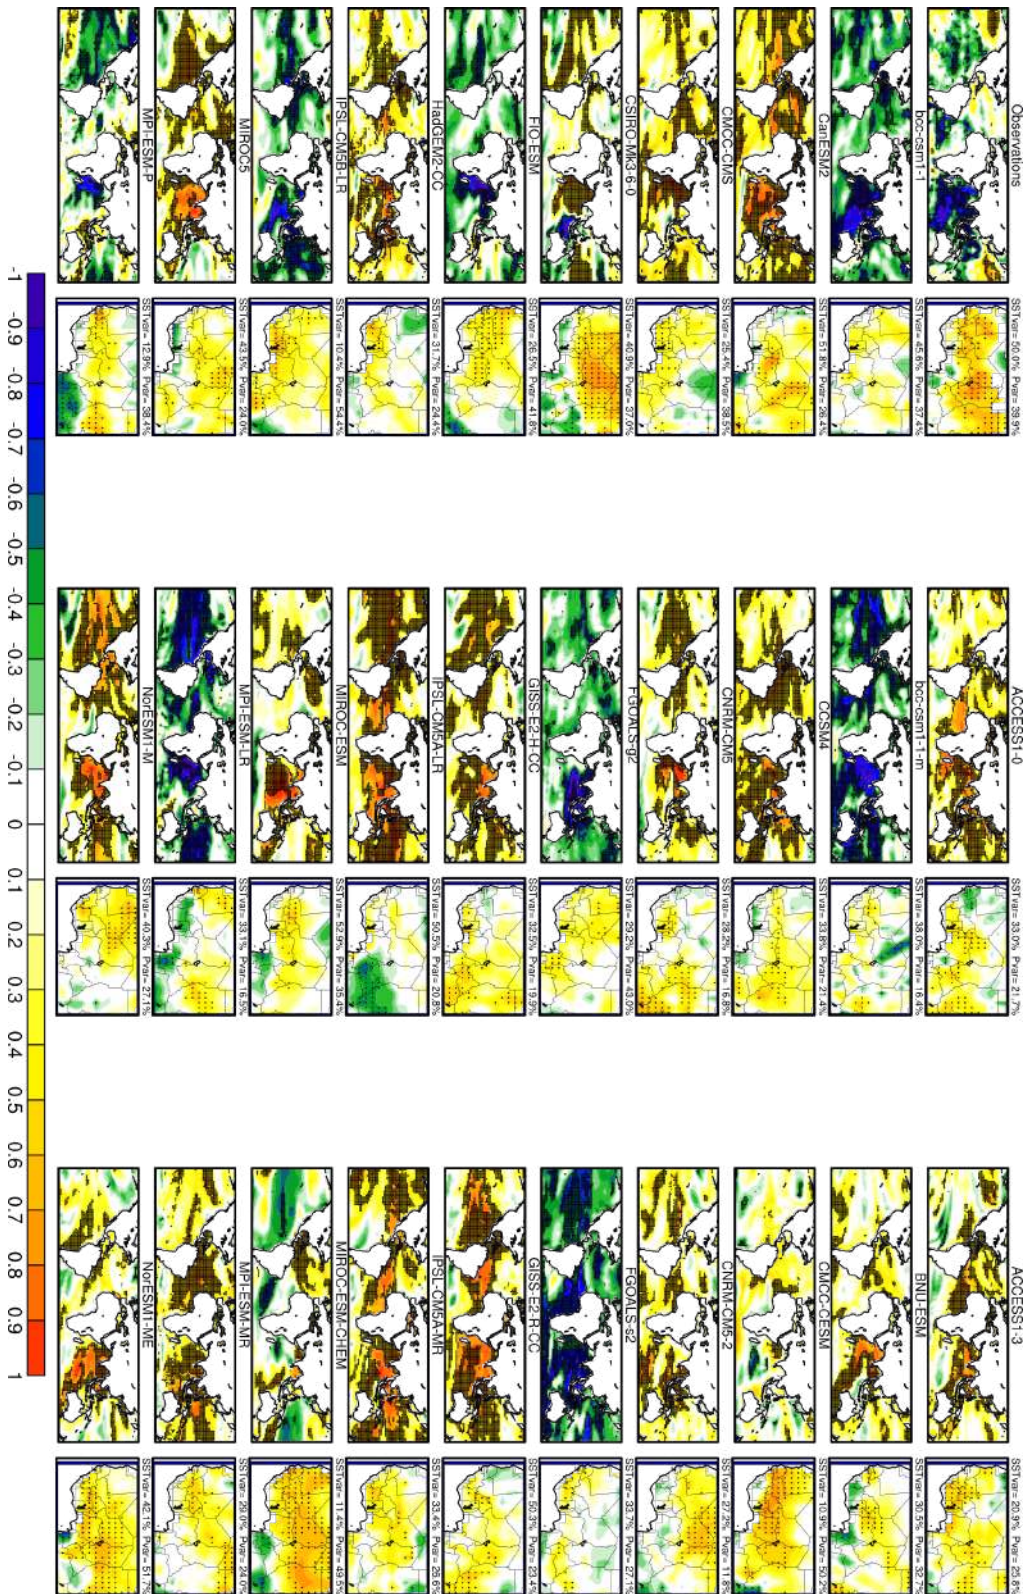 Observations SSTvar= 50.0% Pvar= 39.9% ACCESS1-0 SSTvar= 33.0% Pvar= 21.7% ACCESS1-3 SSTvar= 20.9% Pvar= 25.8%
bcc-csm1-1 SSTvar= 45.6% Pvar= 37.4% bcc-csm1-1-m SSTvar= 38.0% Pvar= 16.4% BNU-ESM SSTvar= 30.5% Pvar= 32.7%
CanESM2 SSTvar= 51.8% Pvar= 26.4% CCSM4 SSTvar= 33.8% Pvar= 21.4% CMCC-CESM SSTvar= 10.9% Pvar= 50.1%
CMCC-CMS SSTvar= 25.4% Pvar= 38.5% CNRM-CM5 SSTvar= 28.2% Pvar= 16.8% CNRM-CM5-2 SSTvar= 27.2% Pvar= 11.8%
CSIRO-Mk3-6-0 SSTvar= 40.9% Pvar= 37.0% FGOALS-g2 SSTvar= 29.2% Pvar= 43.0% FGOALS-s2 SSTvar= 33.7% Pvar= 27.1%
FIO-ESM SSTvar= 26.5% Pvar= 41.8% GISS-E2-H-CC SSTvar= 32.5% Pvar= 19.9% GISS-E2-R-CC SSTvar= 50.3% Pvar= 23.4%
HadGEM2-CC SSTvar= 31.7% Pvar= 24.4% IPSL-CM5A-LR SSTvar= 50.5% Pvar= 20.8% IPSL-CM5A-MR SSTvar= 33.4% Pvar= 26.6%
IPSL-CM5B-LR SSTvar= 10.4% Pvar= 54.4% MIROC-ESM SSTvar= 52.9% Pvar= 35.4% MIROC-ESM-CHEM SSTvar= 11.4% Pvar= 49.5%
MIROC5 SSTvar= 43.5% Pvar= 24.0% MPI-ESM-LR SSTvar= 33.1% Pvar= 16.5% MPI-ESM-MR SSTvar= 29.0% Pvar= 24.0%
MPI-ESM-P SSTvar= 12.9% Pvar= 38.4% NorESM1-M SSTvar= 40.3% Pvar= 27.1% NorESM1-ME SSTvar= 42.1% Pvar= 51.7%
-1 -0.9 -0.8 -0.7 -0.6 -0.5 -0.4 -0.3 -0.2 -0.1 0 0.1 0.2 0.3 0.4 0.5 0.6 0.7 0.8 0.9 1